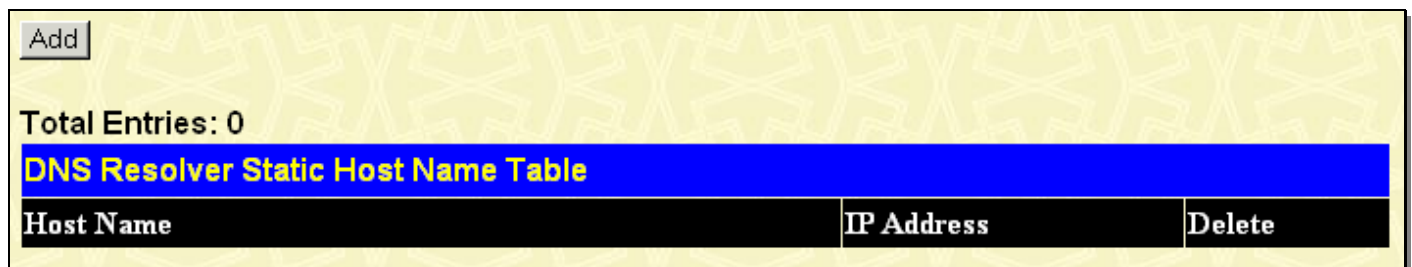 Add
Total Entries: 0
DNS Resolver Static Host Name Table
Host Name IP Address Delete